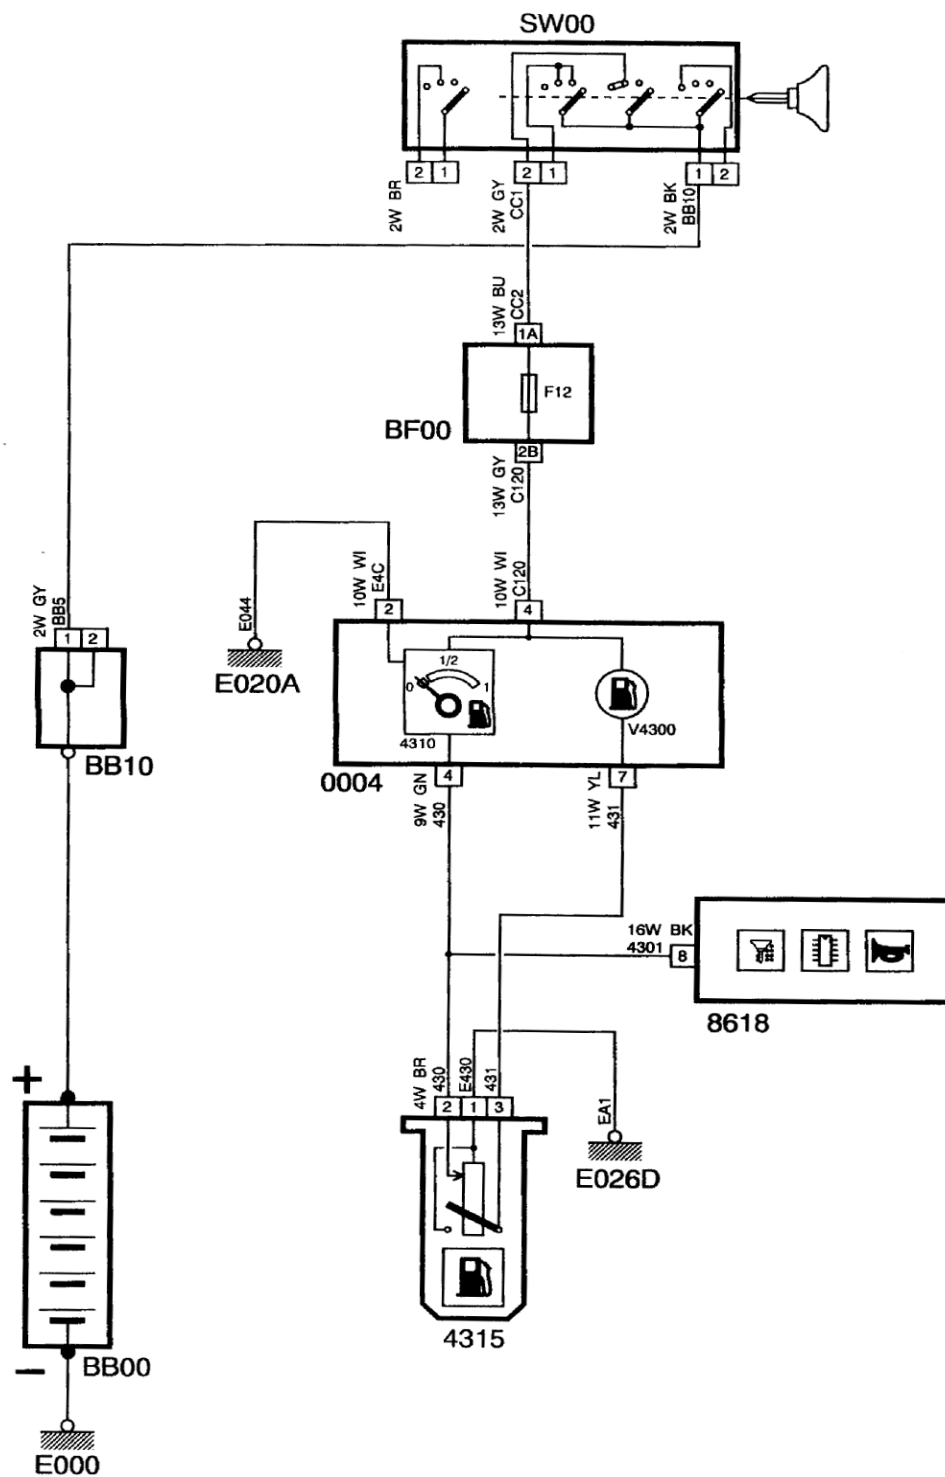 SW00
2 1
2 1
1 2
2W BR
2W GY
CC1
2W BK
BB10
13W BU
CC2
1A
F12
BF00
2B
13W GY
C120
10W WI
E4C
10W WI
C120
E044
2
4
E020A
2W GY
BB5
1 2
BB10
1/2
0
1
4310
V4300
0004
4
7
9W GN
430
11W YL
431
16W BK
4301
8
8618
+
4W BR
430
E430
431
2 1 3
EA1
E026D
4315
−
BB00
E000